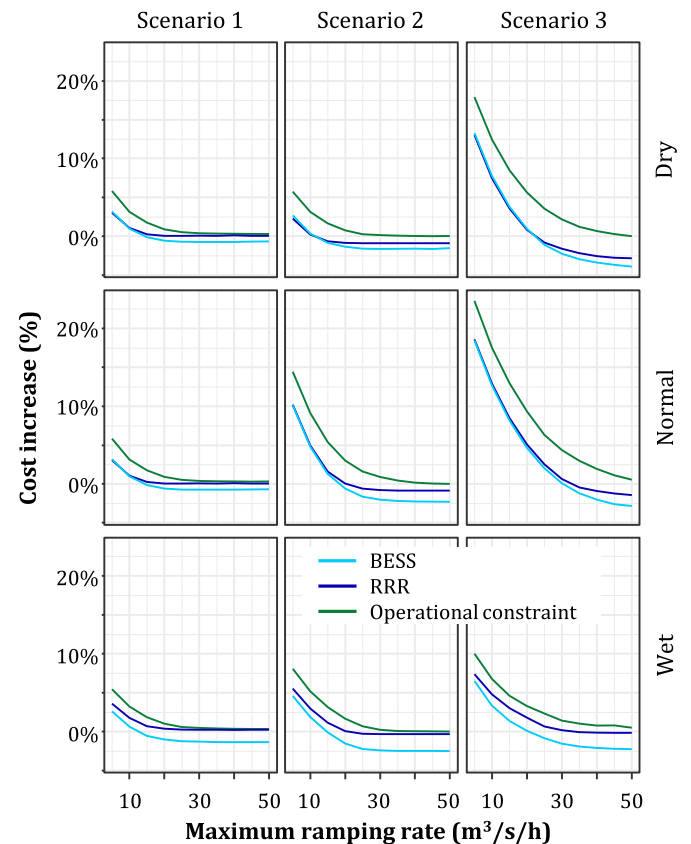 Scenario 1 Scenario 2 Scenario 3
20%
10%
0%
Dry
20%
10%
0%
Normal
Cost increase (%)
BESS
RRR
Operational constraint
20%
10%
0%
Wet
10 30 50 10 30 50 10 30 50
Maximum ramping rate (m³/s/h)